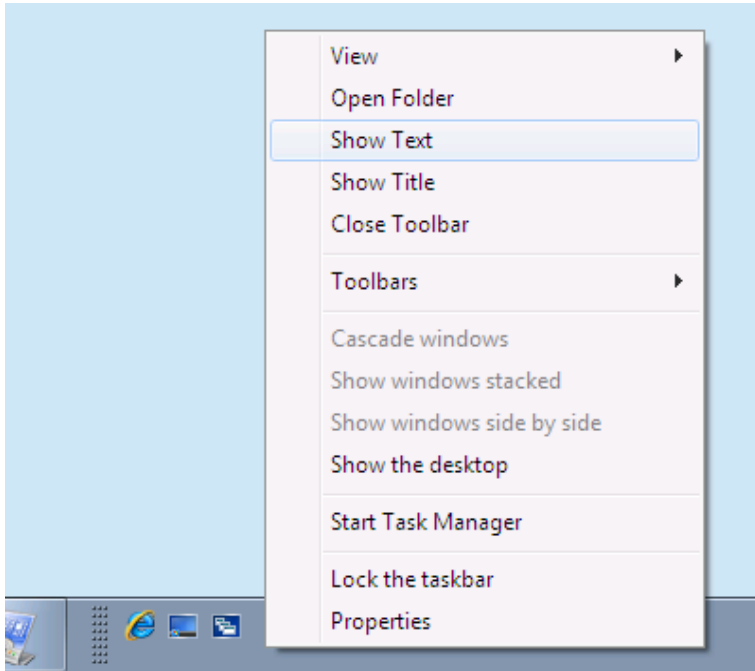 View
Open Folder
Show Text
Show Title
Close Toolbar
Toolbars
Cascade windows
Show windows stacked
Show windows side by side
Show the desktop
Start Task Manager
Lock the taskbar
Properties